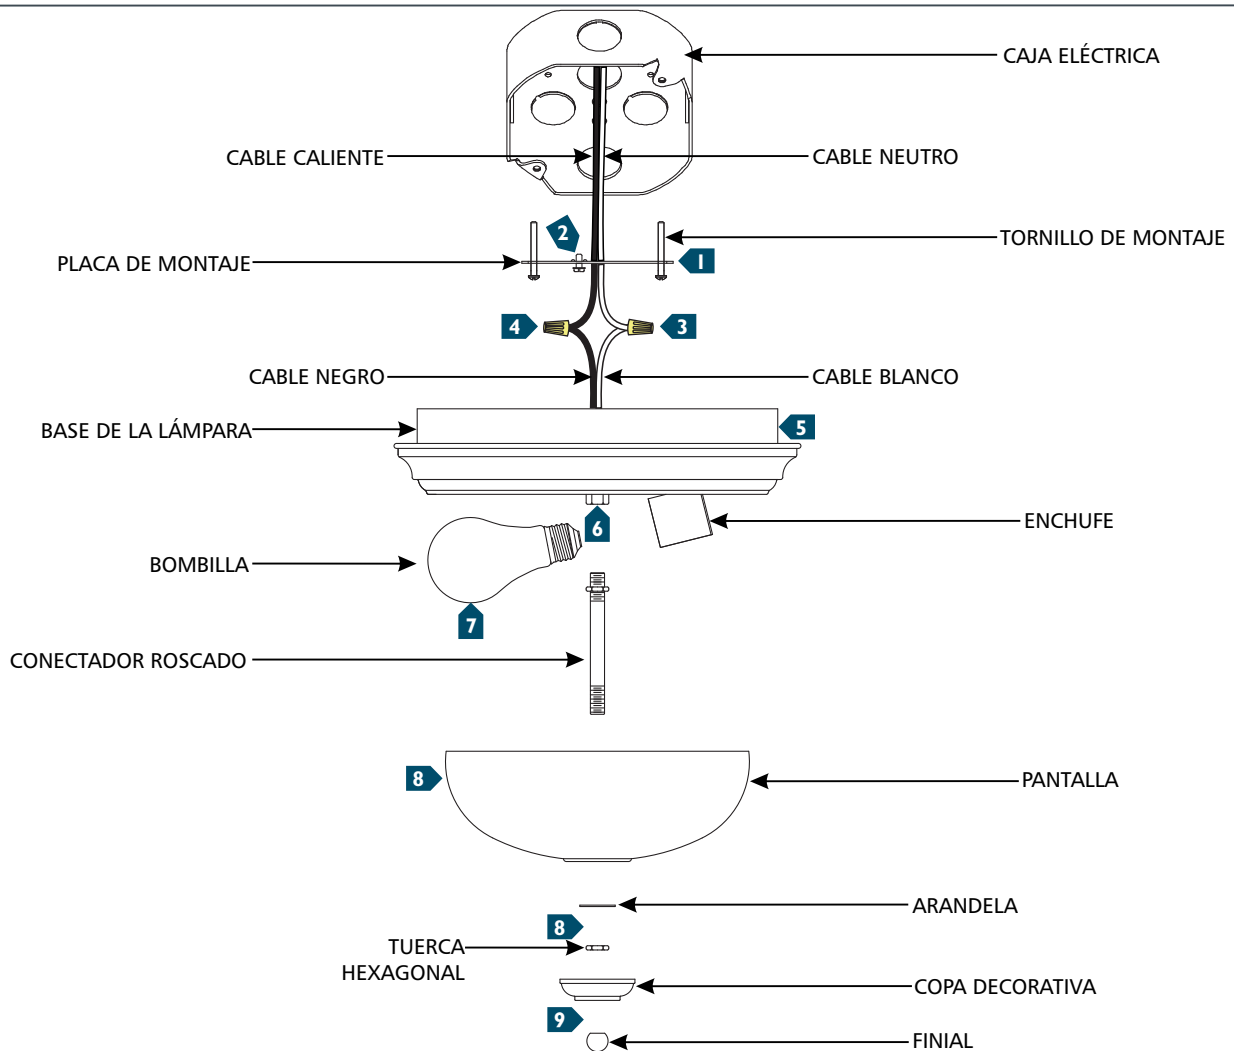 CAJA ELÉCTRICA
CABLE CALIENTE
CABLE NEUTRO
2
TORNILLO DE MONTAJE
PLACA DE MONTAJE
1
4
3
CABLE NEGRO
CABLE BLANCO
BASE DE LA LÁMPARA
5
6
ENCHUFE
BOMBILLA
7
CONECTADOR ROSCADO
8
PANTALLA
ARANDELA
8
TUERCA
HEXAGONAL
COPA DECORATIVA
9
FINIAL